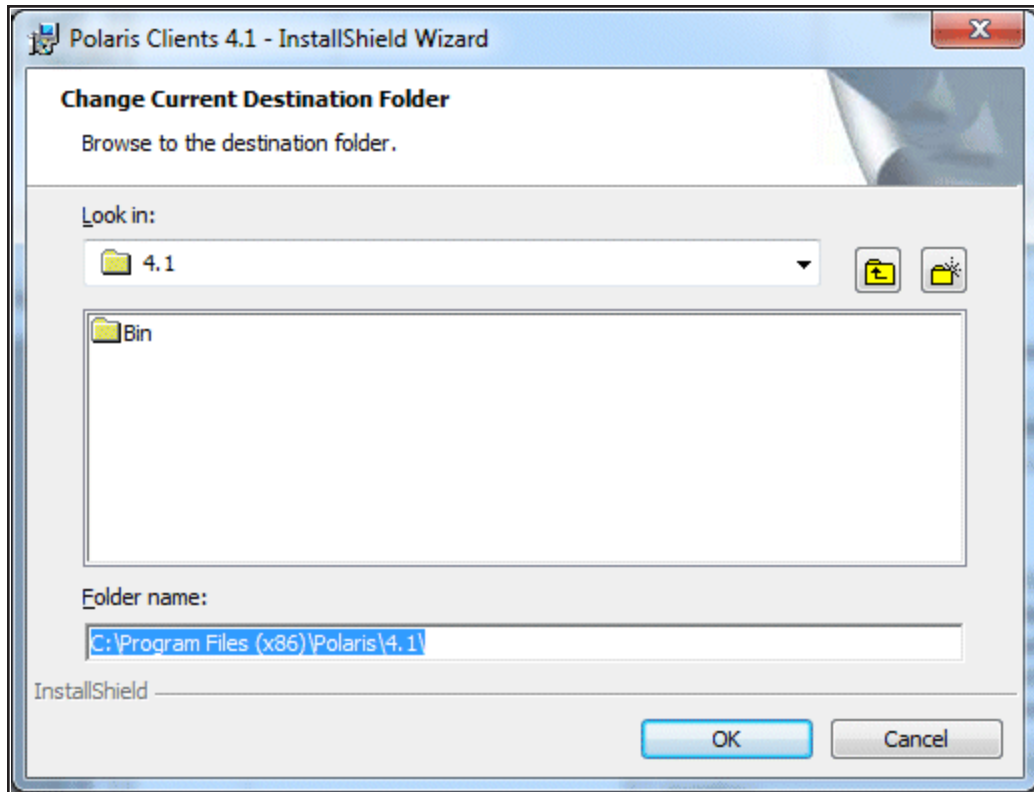 Polaris Clients 4.1 - InstallShield Wizard
Change Current Destination Folder
Browse to the destination folder.
Look in:
4.1
Bin
Folder name:
C:\Program Files (x86)\Polaris\4.1\
InstallShield
OK Cancel